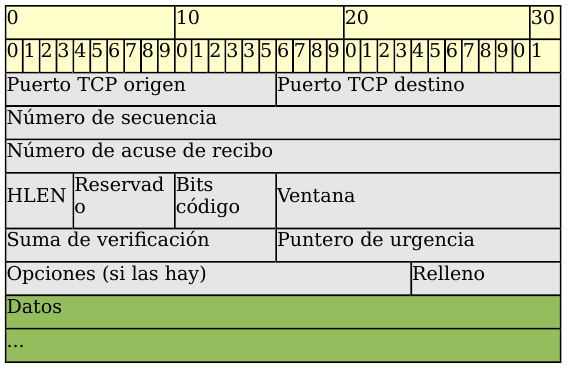 0 10 20 30
0 1 2 3 4 5 6 7 8 9 0 1 2 3 4 5 6 7 8 9 0 1 2 3 4 5 6 7 8 9 0 1
Puerto TCP origen Puerto TCP destino
Número de secuencia
Número de acuse de recibo
HLEN Reservad
o Bits
código Ventana
Suma de verificación Puntero de urgencia
Opciones (si las hay) Relleno
Datos
...